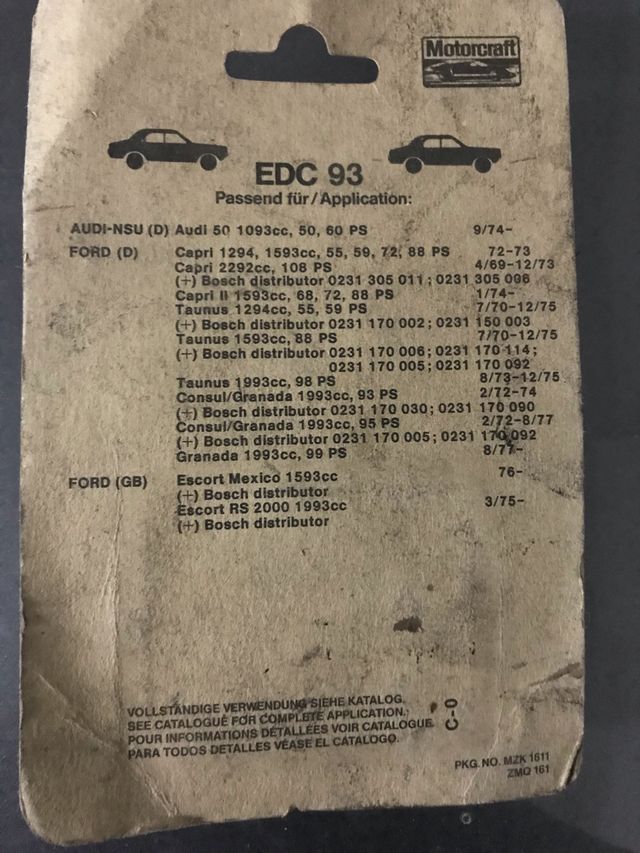 Motorcraft
EDC 93
Passend für/Application:
AUDI-NSU (D) Audi 50 1093cc, 50, 60 PS 9/74-
FORD (D) Capri 1294, 1593cc, 55, 59, 72, 88 PS 72-73
Capri 2292cc, 108 PS 4/69-12/73
(+) Bosch distributor 0231 305 011; 0231 305 006
Capri II 1593cc, 68, 72, 88 PS 1/74-
Taunus 1294cc, 55, 59 PS 7/70-12/75
(+) Bosch distributor 0231 170 002; 0231 150 003
Taunus 1593cc, 88 PS 7/70-12/75
(+) Bosch distributor 0231 170 006; 0231 170 114;
0231 170 005; 0231 170 092
Taunus 1993cc, 98 PS 8/73-12/75
Consul/Granada 1993cc, 93 PS 2/72-74
(+) Bosch distributor 0231 170 030; 0231 170 090
Consul/Granada 1993cc, 95 PS 2/72-8/77
(+) Bosch distributor 0231 170 005; 0231 170 092
Granada 1993cc, 99 PS 8/77-
FORD (GB) Escort Mexico 1593cc 76-
(+) Bosch distributor
Escort RS 2000 1993cc 3/75-
(+) Bosch distributor
VOLLSTÄNDIGE VERWENDUNG SIEHE KATALOG.
SEE CATALOGUE FOR COMPLETE APPLICATION.
POUR INFORMATIONS DÉTAILLÉES VOIR CATALOGUE.
PARA TODOS DETALLES VÉASE EL CATALOGO.
C-0
PKG. NO. MZK 1611
ZMQ 161